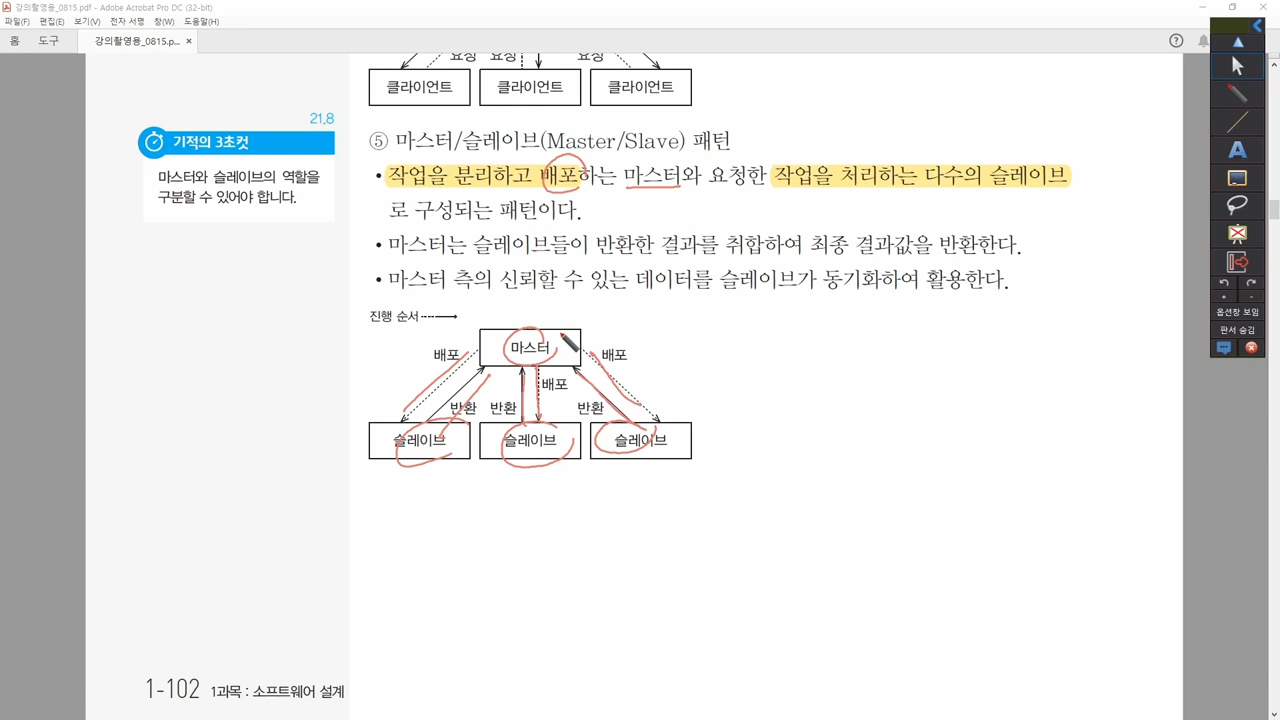 강의촬영용_0815.pdf - Adobe Acrobat Pro DC (32-bit)
파일(F) 편집(E) 보기(V) 전자 서명 창(W) 도움말(H)
홈 도구 강의촬영용_0815.p... ×
요청 요청 요청
클라이언트 클라이언트 클라이언트
21.8
기적의 3초컷
마스터와 슬레이브의 역할을
구분할 수 있어야 합니다.
⑤ 마스터/슬레이브(Master/Slave) 패턴
• 작업을 분리하고 배포하는 마스터와 요청한 작업을 처리하는 다수의 슬레이브
로 구성되는 패턴이다.
• 마스터는 슬레이브들이 반환한 결과를 취합하여 최종 결과값을 반환한다.
• 마스터 측의 신뢰할 수 있는 데이터를 슬레이브가 동기화하여 활용한다.
진행 순서
마스터
배포 배포
배포
반환 반환 반환
슬레이브 슬레이브 슬레이브
1-102 1과목 : 소프트웨어 설계
A
옵션창 보임
판서 숨김